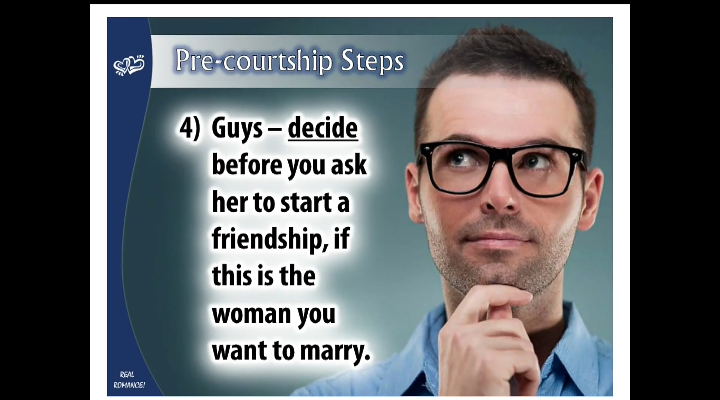 Pre-courtship Steps
4) Guys – decide
before you ask
her to start a
friendship, if
this is the
woman you
want to marry.
REAL
ROMANCE!